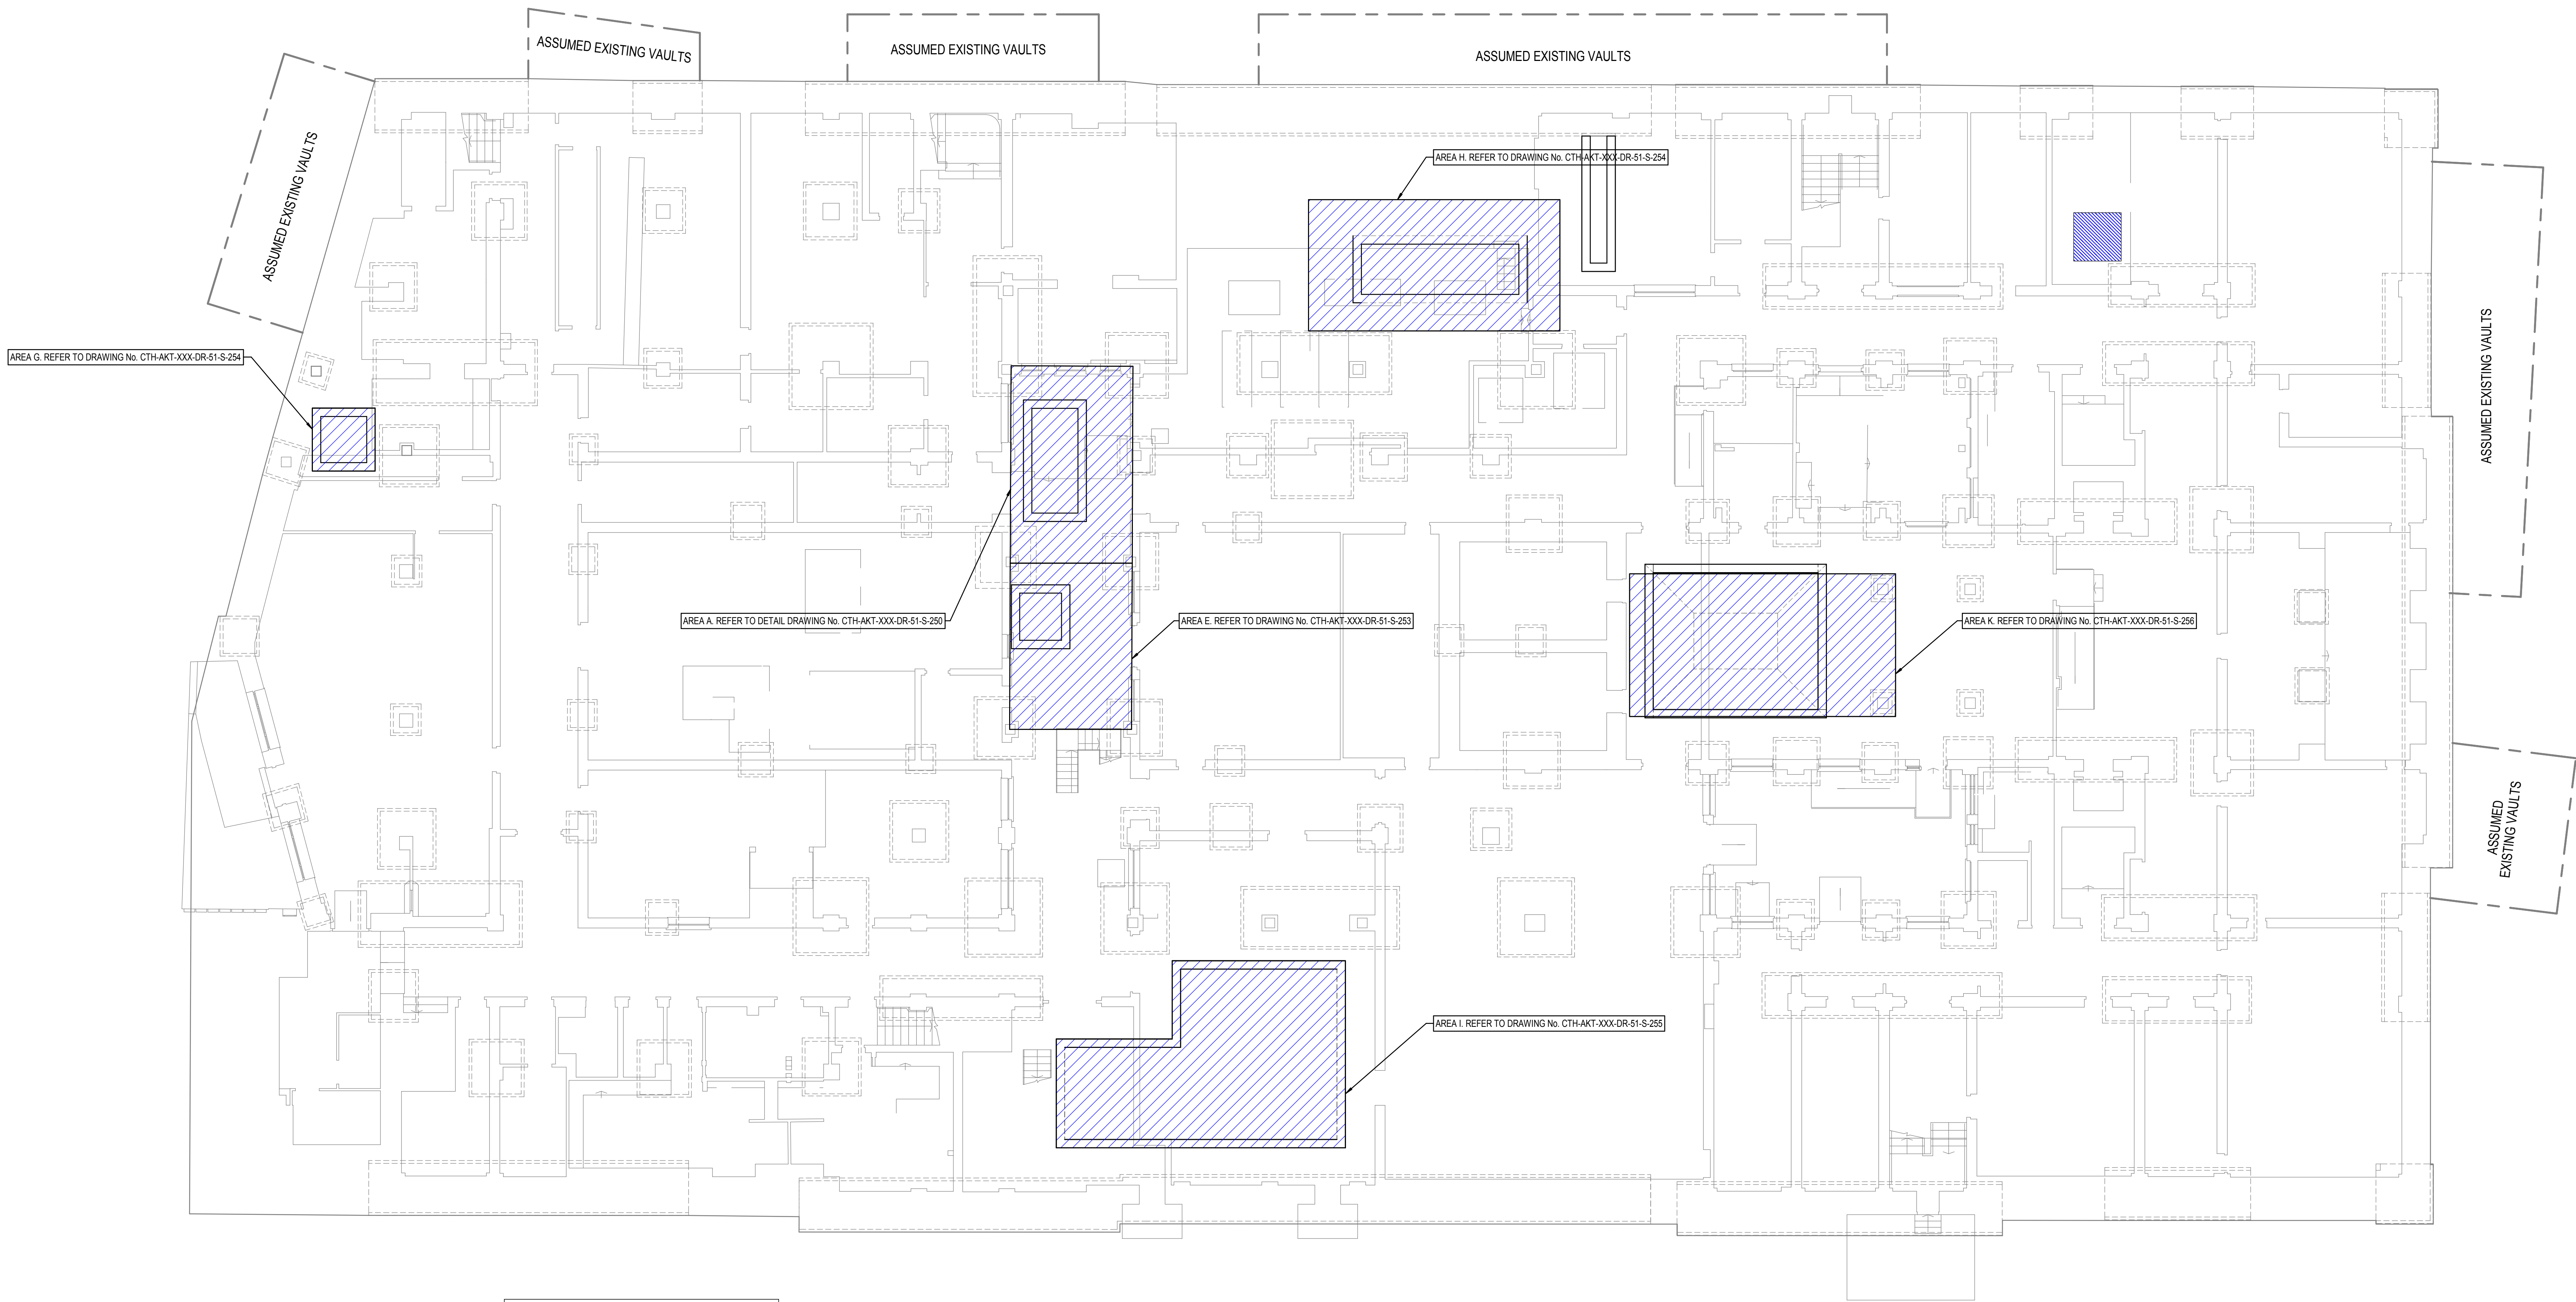 ASSUMED EXISTING VAULTS
ASSUMED EXISTING VAULTS
ASSUMED EXISTING VAULTS
ASSUMED EXISTING VAULTS
AREA H. REFER TO DRAWING No. CTH-AKT-XXX-DR-51-S-254
AREA G. REFER TO DRAWING No. CTH-AKT-XXX-DR-51-S-254
ASSUMED EXISTING VAULTS
AREA A. REFER TO DETAIL DRAWING No. CTH-AKT-XXX-DR-51-S-250
AREA E. REFER TO DRAWING No. CTH-AKT-XXX-DR-51-S-253
AREA K. REFER TO DRAWING No. CTH-AKT-XXX-DR-51-S-256
ASSUMED
EXISTING VAULTS
AREA I. REFER TO DRAWING No. CTH-AKT-XXX-DR-51-S-255